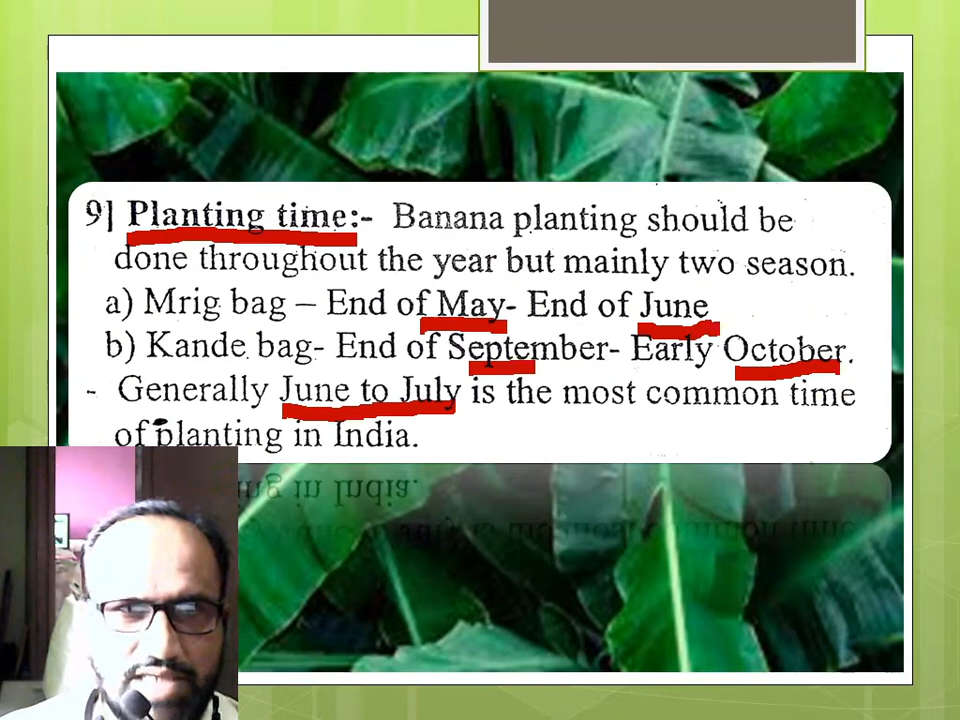 9] Planting time:- Banana planting should be
done throughout the year but mainly two season.
a) Mrig bag – End of May- End of June
b) Kande bag- End of September- Early October.
- Generally June to July is the most common time
of planting in India.